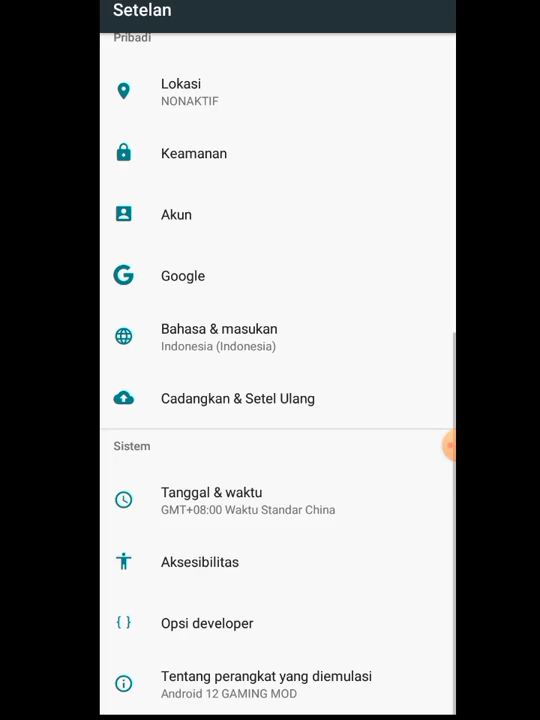 Setelan
Pribadi
Lokasi
NONAKTIF
Keamanan
Akun
Google
Bahasa & masukan
Indonesia (Indonesia)
Cadangkan & Setel Ulang
Sistem
Tanggal & waktu
GMT+08:00 Waktu Standar China
Aksesibilitas
Opsi developer
Tentang perangkat yang diemulasi
Android 12 GAMING MOD